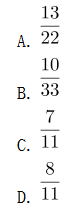 A. 13/22
B. 10/33
C. 7/11
D. 8/11